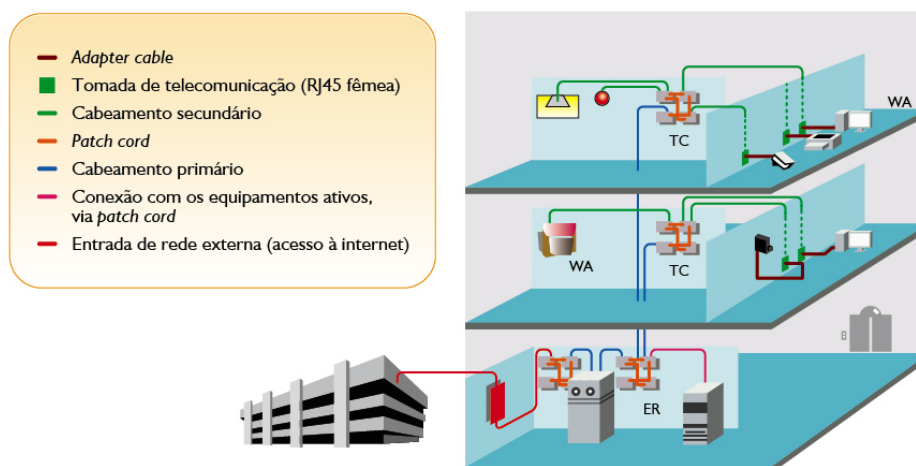 Adapter cable
Tomada de telecomunicação (RJ45 fêmea)
Cabeamento secundário
Patch cord
Cabeamento primário
Conexão com os equipamentos ativos,
via patch cord
Entrada de rede externa (acesso à internet)
WA
TC
WA
TC
ER